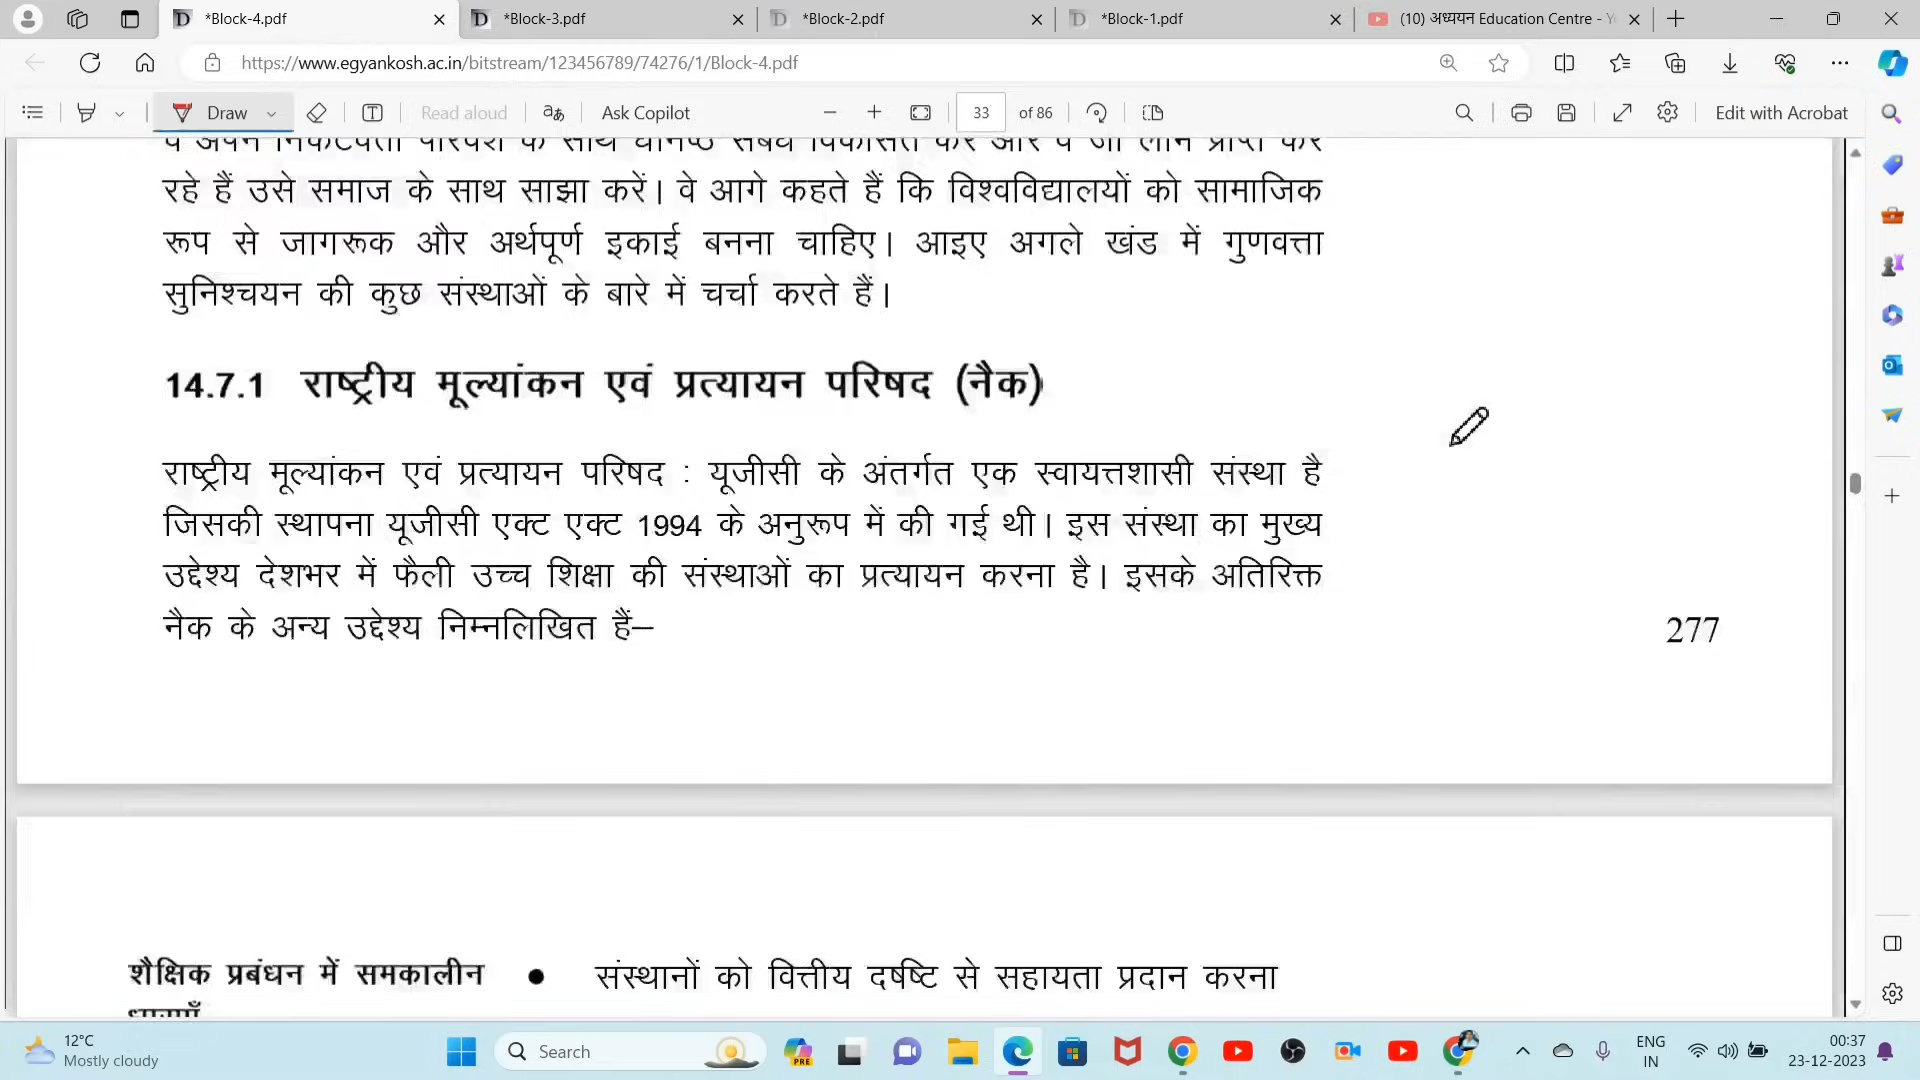 *Block-4.pdf
*Block-3.pdf
*Block-2.pdf
*Block-1.pdf
(10) अध्ययन Education Centre - Y
https://www.egyankosh.ac.in/bitstream/123456789/74276/1/Block-4.pdf
Draw
Read aloud
Ask Copilot
33 of 86
Edit with Acrobat
रहे हैं उसे समाज के साथ साझा करें। वे आगे कहते हैं कि विश्वविद्यालयों को सामाजिक
रूप से जागरूक और अर्थपूर्ण इकाई बनना चाहिए। आइए अगले खंड में गुणवत्ता
सुनिश्चयन की कुछ संस्थाओं के बारे में चर्चा करते हैं।
14.7.1 राष्ट्रीय मूल्यांकन एवं प्रत्यायन परिषद (नैक)
राष्ट्रीय मूल्यांकन एवं प्रत्यायन परिषद : यूजीसी के अंतर्गत एक स्वायत्तशासी संस्था है
जिसकी स्थापना यूजीसी एक्ट एक्ट 1994 के अनुरूप में की गई थी। इस संस्था का मुख्य
उद्देश्य देशभर में फैली उच्च शिक्षा की संस्थाओं का प्रत्यायन करना है। इसके अतिरिक्त
नैक के अन्य उद्देश्य निम्नलिखित हैं–
277
शैक्षिक प्रबंधन में समकालीन
● संस्थानों को वित्तीय दषष्टि से सहायता प्रदान करना
12°C
Mostly cloudy
Search
PRE
ENG
IN
00:37
23-12-2023